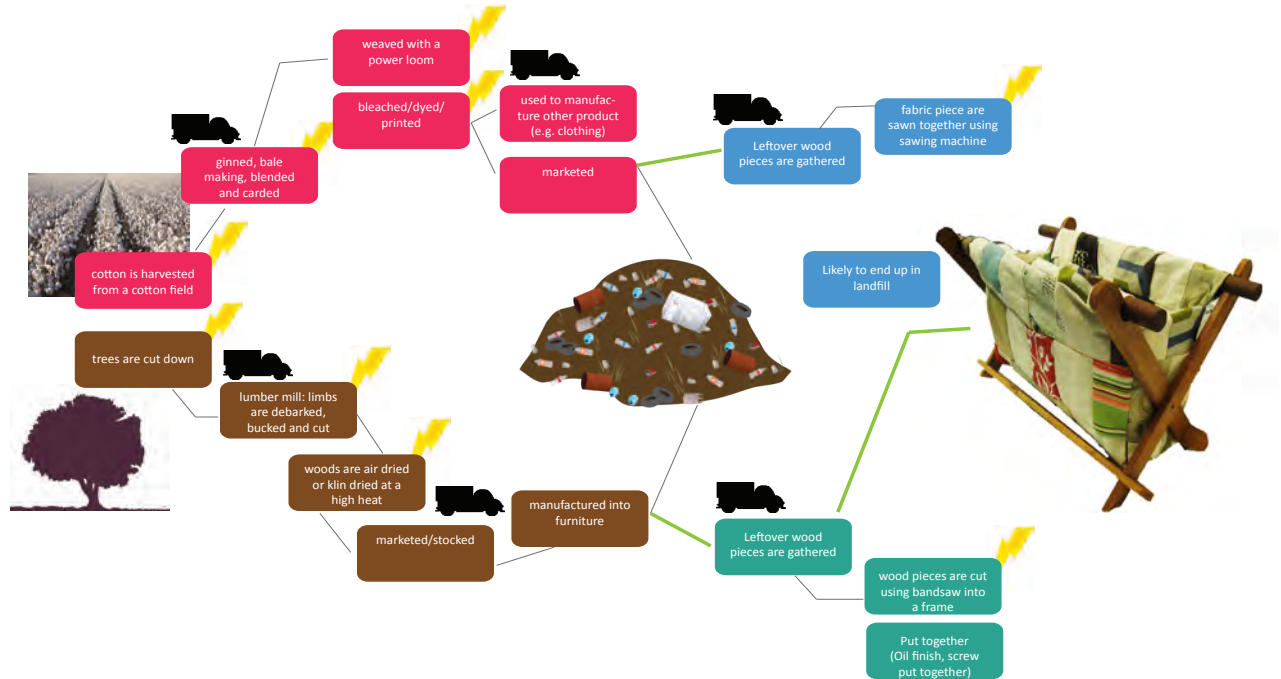 weaved with a
power loom
bleached/dyed/
printed
used to manufac-
ture other product
(e.g. clothing)
marketed
ginned, bale
making, blended
and carded
cotton is harvested
from a cotton field
Leftover wood
pieces are gathered
fabric piece are
sawn together using
sawing machine
Likely to end up in
landfill
trees are cut down
lumber mill: limbs
are debarked,
bucked and cut
woods are air dried
or klin dried at a
high heat
marketed/stocked
manufactured into
furniture
Leftover wood
pieces are gathered
wood pieces are cut
using bandsaw into
a frame
Put together
(Oil finish, screw
put together)